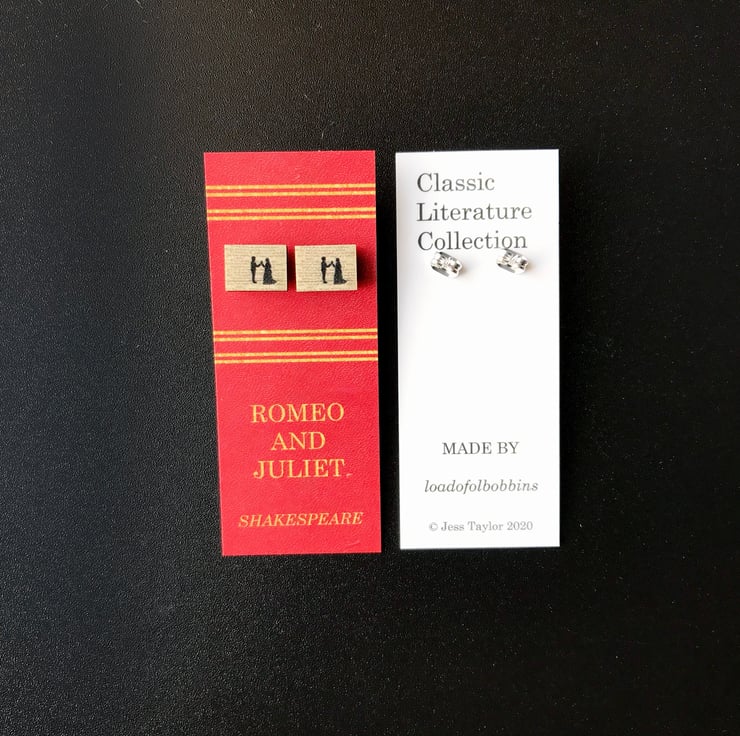 ROMEO
AND
JULIET.
SHAKESPEARE
Classic
Literature
Collection
MADE BY
loadofolbobbins
© Jess Taylor 2020